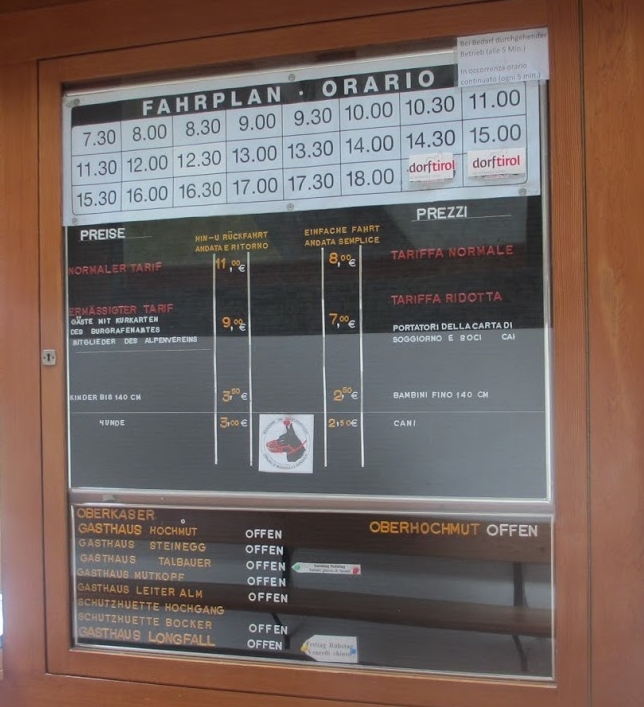 Bei Bedarf durchgehender
Betrieb (alle 5 Min.)
In occorrenza orario
continuato (ogni 5 min.)
FAHRPLAN · ORARIO
7.30 8.00 8.30 9.00 9.30 10.00 10.30 11.00
11.30 12.00 12.30 13.00 13.30 14.00 14.30 15.00
15.30 16.00 16.30 17.00 17.30 18.00 dorftirol dorftirol
PREISE PREZZI
HIN-U RÜCKFAHRT EINFACHE FAHRT
ANDATA E RITORNO ANDATA SEMPLICE
NORMALER TARIF 11,00€ 8,00€ TARIFFA NORMALE
ERMÄSSIGTER TARIF TARIFFA RIDOTTA
GÄSTE MIT KURKARTEN 9,00€ 7,00€ PORTATORI DELLA CARTA DI
DES BURGRAFENAMTES SOGGIORNO E SOCI CAI
MITGLIEDER DES ALPENVEREINS
KINDER BIS 140 CM 3,50€ 2,50€ BAMBINI FINO 140 CM
HUNDE 3,00€ 2,50€ CANI
OBERKASER
GASTHAUS HOCHMUT OFFEN OBERHOCHMUT OFFEN
GASTHAUS STEINEGG OFFEN
GASTHAUS TALBAUER OFFEN
GASTHAUS MUTKOPF OFFEN
GASTHAUS LEITER ALM OFFEN
SCHUTZHUETTE HOCHGANG
SCHUTZHUETTE BOCKER OFFEN
GASTHAUS LONGFALL OFFEN